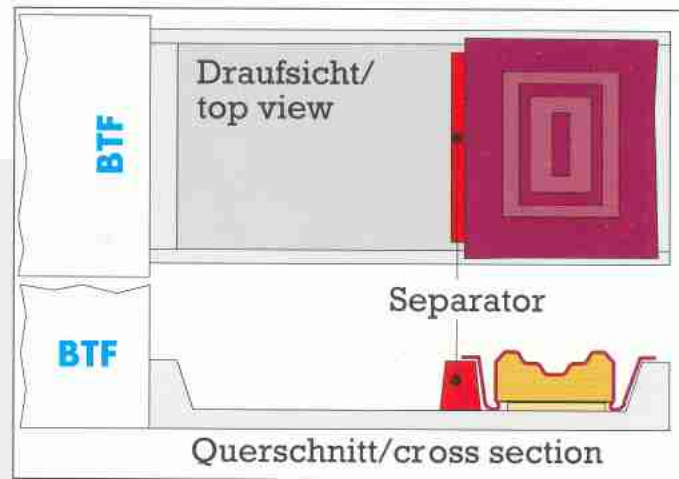 BTF
Draufsicht/
top view
Separator
BTF
Querschnitt/cross section